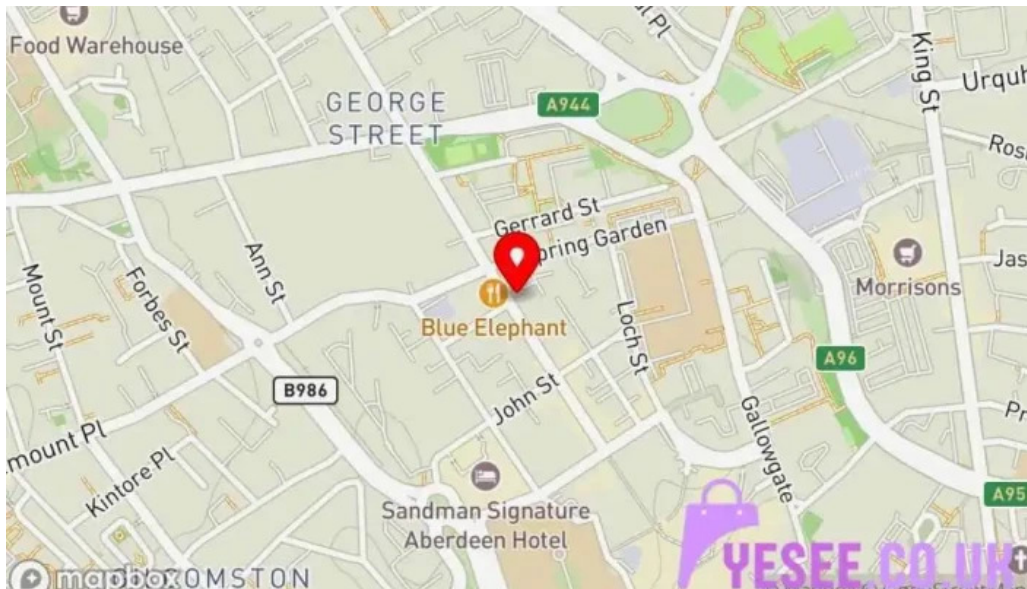 Food Warehouse
GEORGE
STREET
A944
King St
Urquh
Ros
Gerrard St
pring Garden
Ann St
Forbes St
Mount St
Blue Elephant
Loch St
Morrisons
Jas
A96
B986
John St
mount Pl
Kintore Pl
Gallowgate
Sandman Signature
Aberdeen Hotel
A95
Pr
mapbox
OMSTON
YESEE.CO.UK